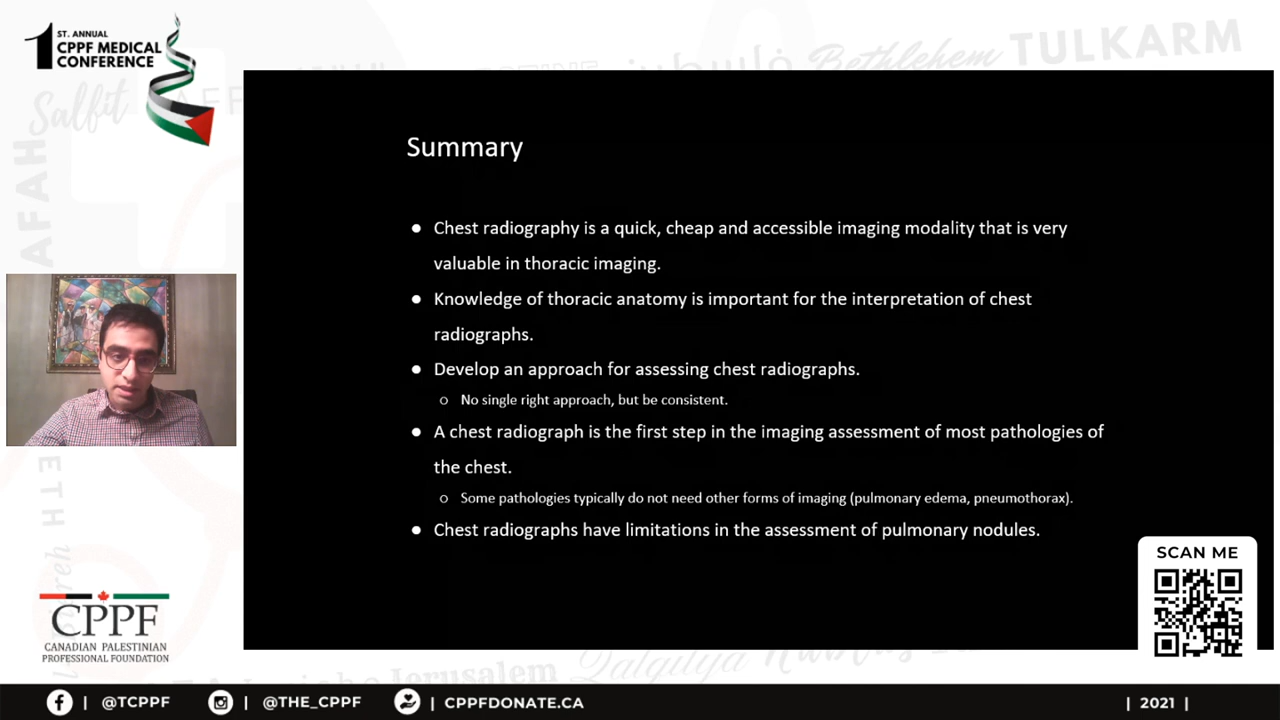 1 ST. ANNUAL
CPPF MEDICAL
CONFERENCE
TULKARM
Bethlehem
Salfit
AFAH
Summary
● Chest radiography is a quick, cheap and accessible imaging modality that is very
valuable in thoracic imaging.
● Knowledge of thoracic anatomy is important for the interpretation of chest
radiographs.
● Develop an approach for assessing chest radiographs.
o No single right approach, but be consistent.
● A chest radiograph is the first step in the imaging assessment of most pathologies of
the chest.
o Some pathologies typically do not need other forms of imaging (pulmonary edema, pneumothorax).
● Chest radiographs have limitations in the assessment of pulmonary nodules.
SCAN ME
CPPF
CANADIAN PALESTINIAN
PROFESSIONAL FOUNDATION
Jerusalem
Qalqilya
| @TCPPF | @THE_CPPF | CPPFDONATE.CA | 2021 |